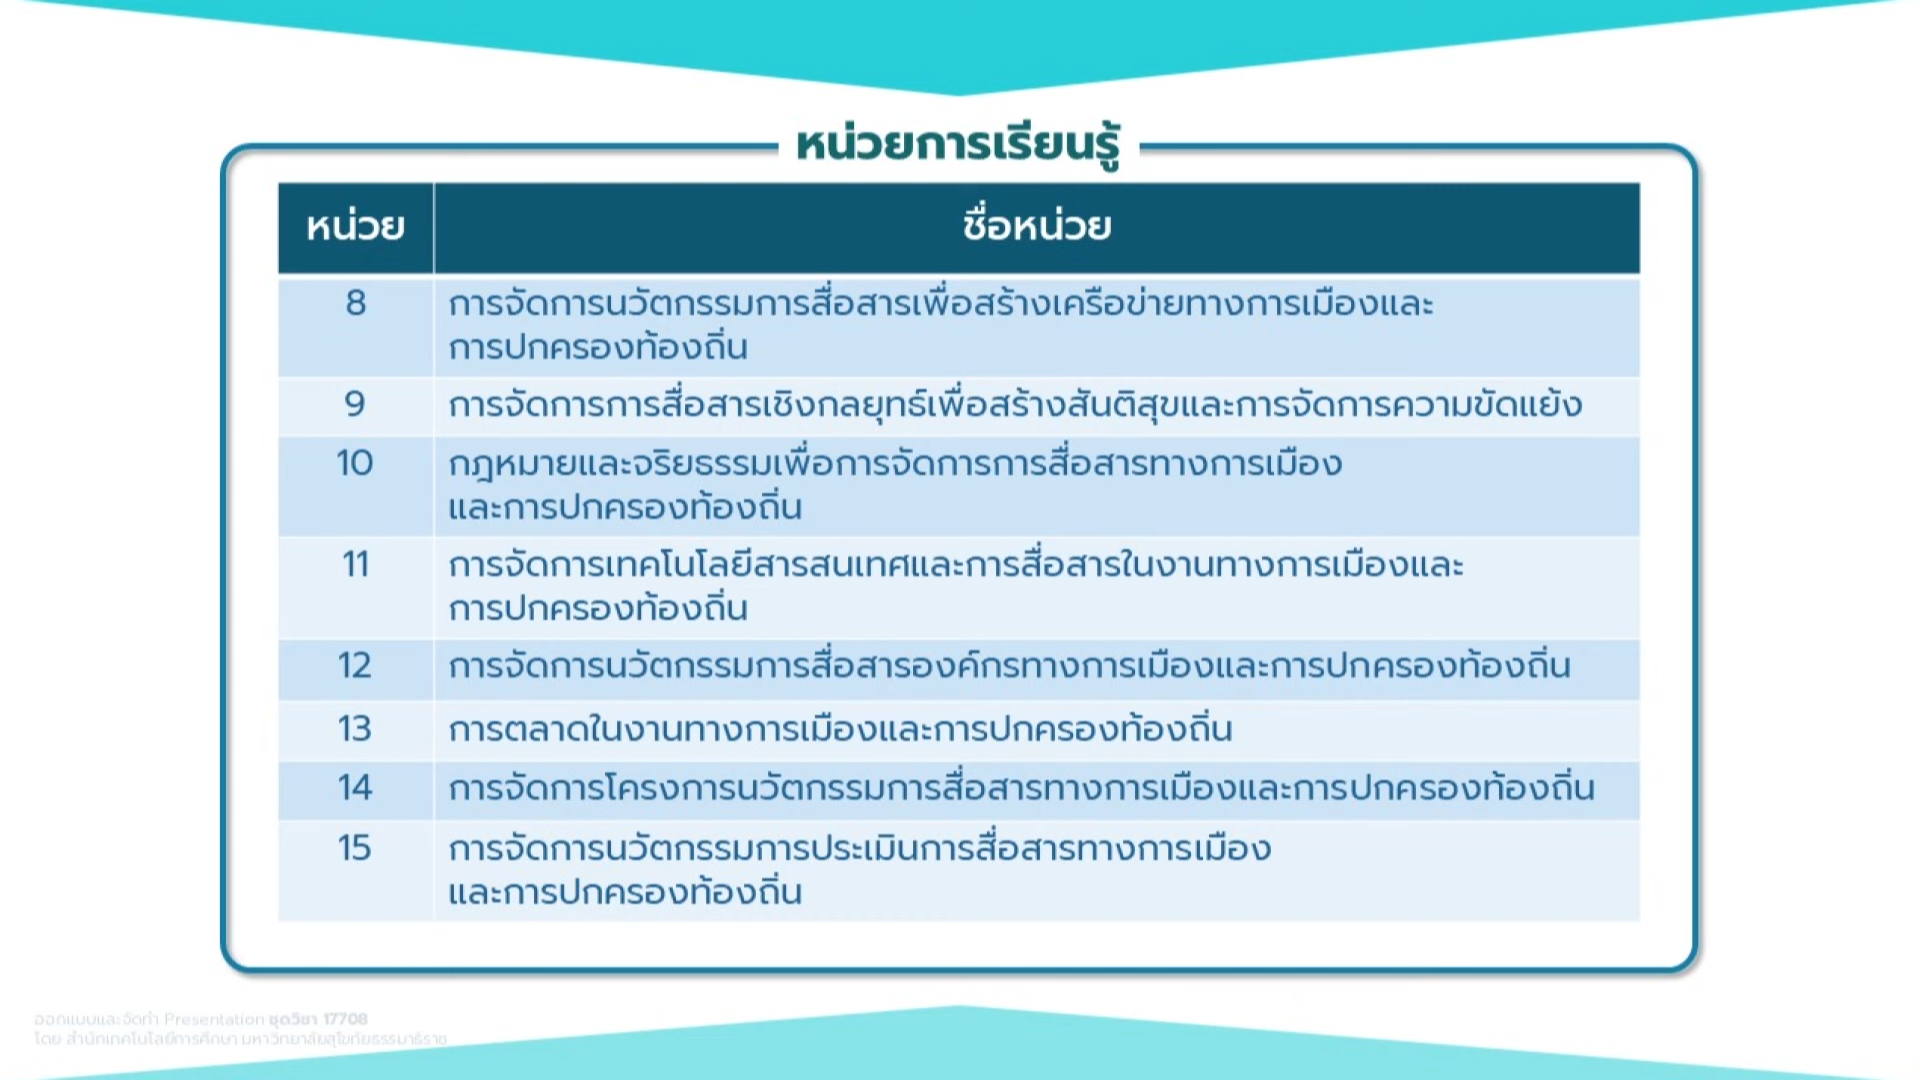 หน่วยการเรียนรู้
หน่วย ชื่อหน่วย
8 การจัดการนวัตกรรมการสื่อสารเพื่อสร้างเครือข่ายทางการเมืองและ
การปกครองท้องถิ่น
9 การจัดการการสื่อสารเชิงกลยุทธ์เพื่อสร้างสันติสุขและการจัดการความขัดแย้ง
10 กฎหมายและจริยธรรมเพื่อการจัดการการสื่อสารทางการเมือง
และการปกครองท้องถิ่น
11 การจัดการเทคโนโลยีสารสนเทศและการสื่อสารในงานทางการเมืองและ
การปกครองท้องถิ่น
12 การจัดการนวัตกรรมการสื่อสารองค์กรทางการเมืองและการปกครองท้องถิ่น
13 การตลาดในงานทางการเมืองและการปกครองท้องถิ่น
14 การจัดการโครงการนวัตกรรมการสื่อสารทางการเมืองและการปกครองท้องถิ่น
15 การจัดการนวัตกรรมการประเมินการสื่อสารทางการเมือง
และการปกครองท้องถิ่น
ออกแบบและจัดทำ Presentation ชุดวิชา 17708
โดย สำนักเทคโนโลยีการศึกษา มหาวิทยาลัยสุโขทัยธรรมาธิราช